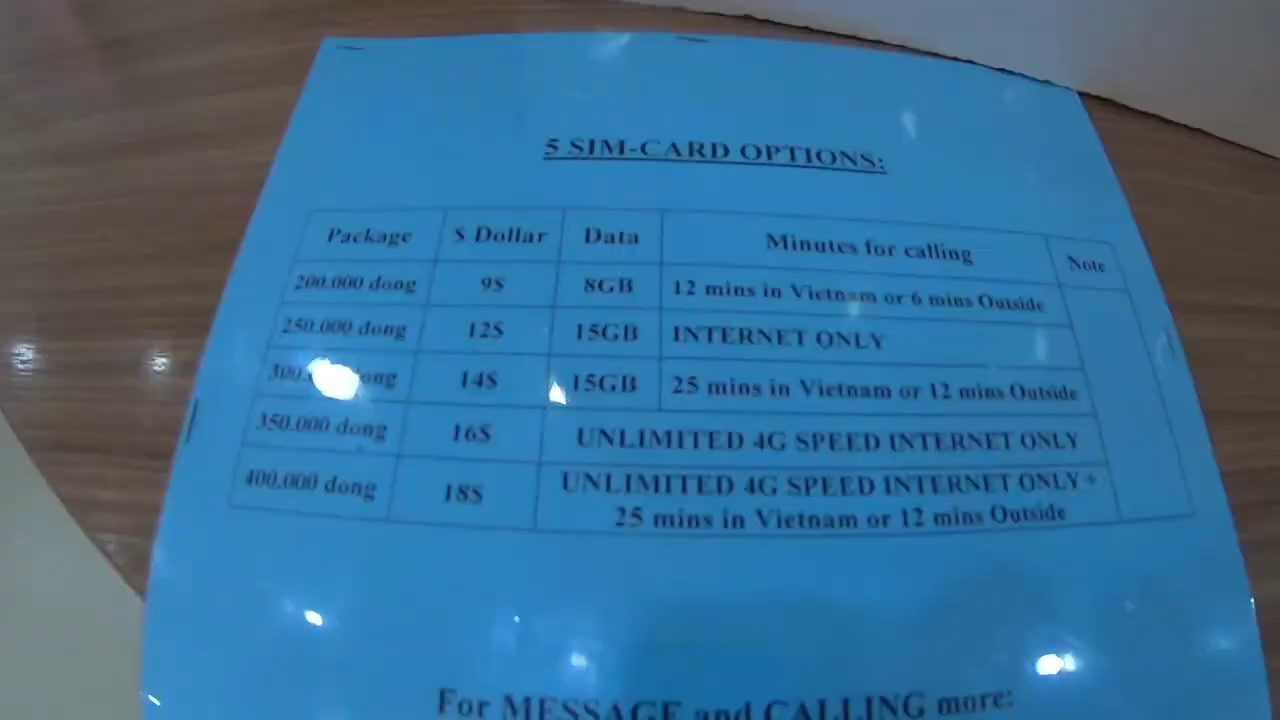 5 SIM-CARD OPTIONS:
Package $ Dollar Data Minutes for calling Note
200.000 dong 9$ 8GB 12 mins in Vietnam or 6 mins Outside
250.000 dong 12$ 15GB INTERNET ONLY
14$ 15GB 25 mins in Vietnam or 12 mins Outside
350.000 dong 16$ UNLIMITED 4G SPEED INTERNET ONLY
400.000 dong 18$ UNLIMITED 4G SPEED INTERNET ONLY +
25 mins in Vietnam or 12 mins Outside
For MESSAGE and CALLING more: